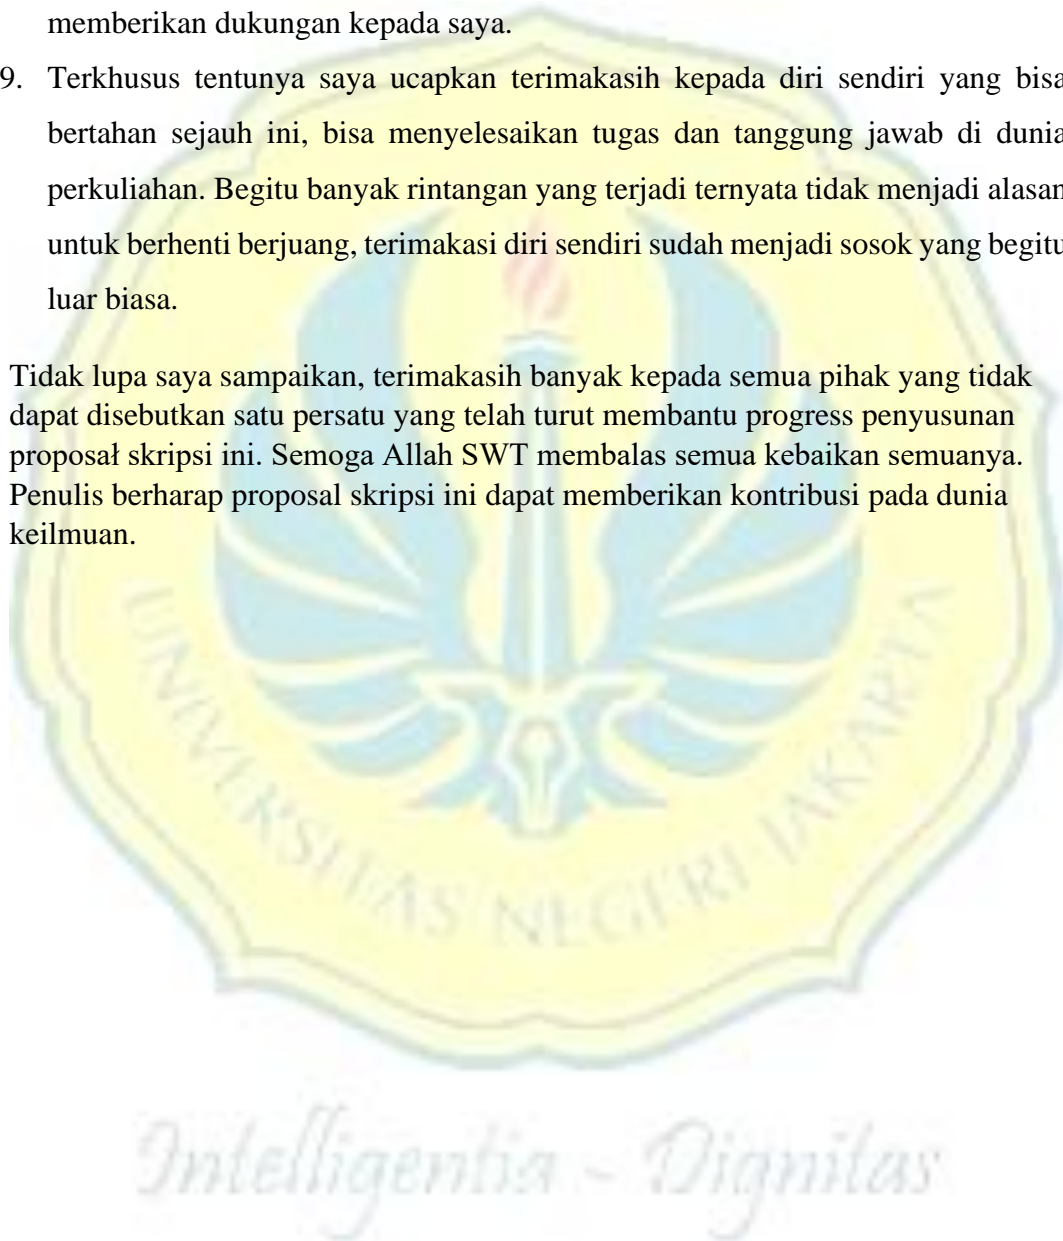 memberikan dukungan kepada saya.
9. Terkhusus tentunya saya ucapkan terimakasih kepada diri sendiri yang bisa
bertahan sejauh ini, bisa menyelesaikan tugas dan tanggung jawab di dunia
perkuliahan. Begitu banyak rintangan yang terjadi ternyata tidak menjadi alasan
untuk berhenti berjuang, terimakasi diri sendiri sudah menjadi sosok yang begitu
luar biasa.
Tidak lupa saya sampaikan, terimakasih banyak kepada semua pihak yang tidak
dapat disebutkan satu persatu yang telah turut membantu progress penyusunan
proposał skripsi ini. Semoga Allah SWT membalas semua kebaikan semuanya.
Penulis berharap proposal skripsi ini dapat memberikan kontribusi pada dunia
keilmuan.
UNIVERSITAS NEGERI JAKARTA
Intelligentia - Dignitas